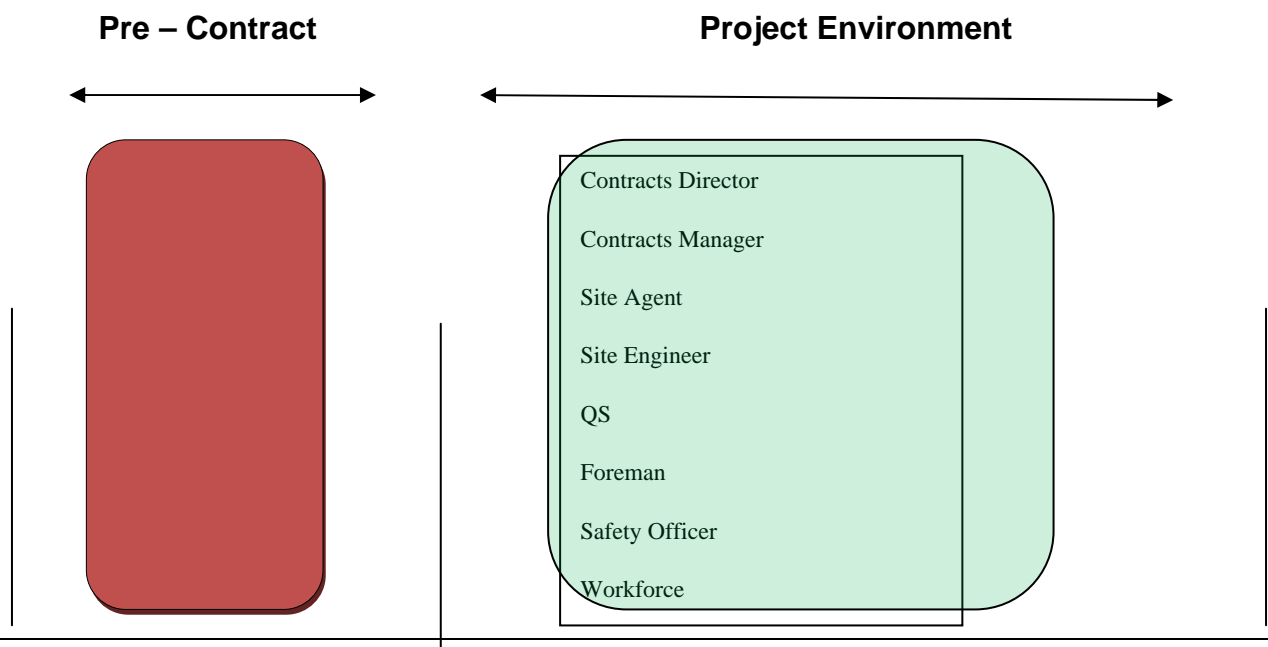 Pre – Contract
Project Environment
Contracts Director
Contracts Manager
Site Agent
Site Engineer
QS
Foreman
Safety Officer
Workforce